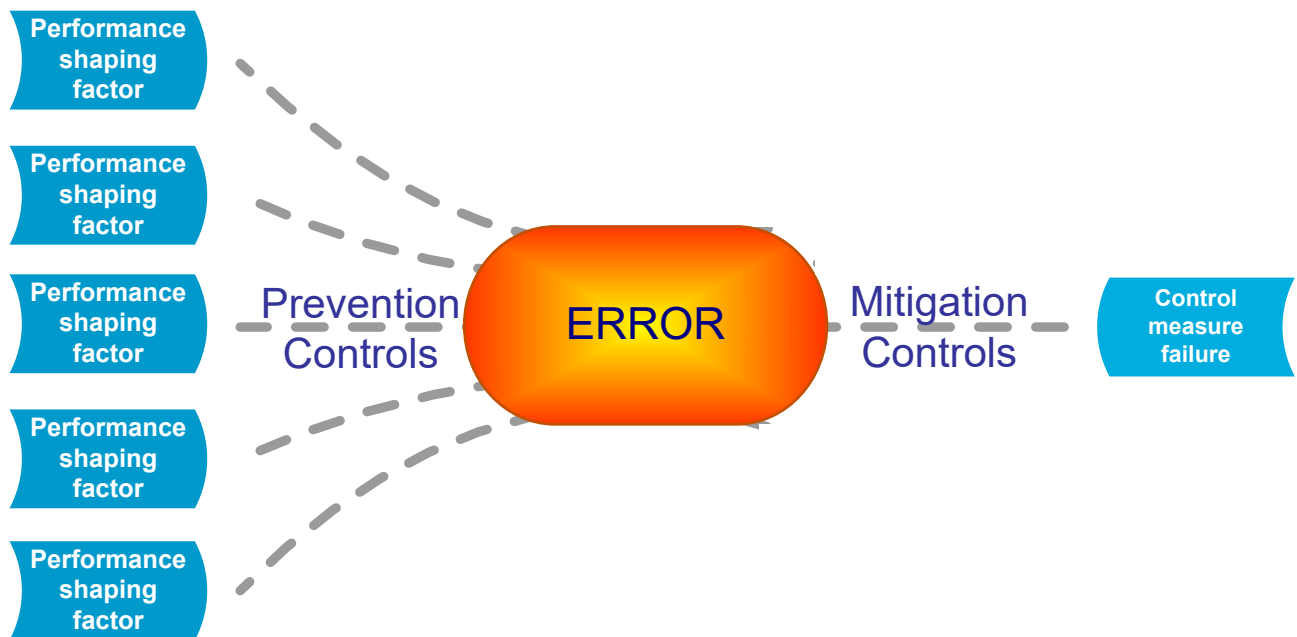 Performance
shaping
factor
Performance
shaping
factor
Performance
shaping
factor
Performance
shaping
factor
Performance
shaping
factor
Prevention
Controls
ERROR
Mitigation
Controls
Control
measure
failure